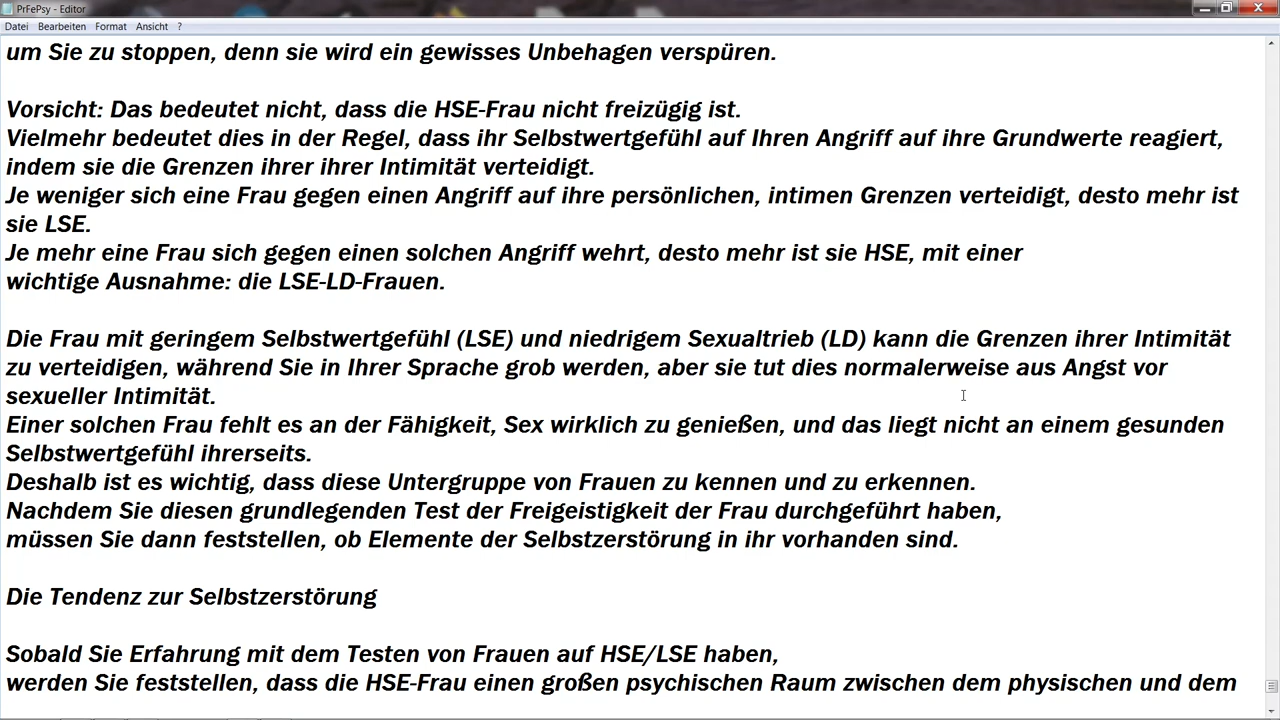 PrFePsy - Editor
Datei Bearbeiten Format Ansicht ?
um Sie zu stoppen, denn sie wird ein gewisses Unbehagen verspüren.
Vorsicht: Das bedeutet nicht, dass die HSE-Frau nicht freizügig ist.
Vielmehr bedeutet dies in der Regel, dass ihr Selbstwertgefühl auf Ihren Angriff auf ihre Grundwerte reagiert,
indem sie die Grenzen ihrer ihrer Intimität verteidigt.
Je weniger sich eine Frau gegen einen Angriff auf ihre persönlichen, intimen Grenzen verteidigt, desto mehr ist
sie LSE.
Je mehr eine Frau sich gegen einen solchen Angriff wehrt, desto mehr ist sie HSE, mit einer
wichtige Ausnahme: die LSE-LD-Frauen.
Die Frau mit geringem Selbstwertgefühl (LSE) und niedrigem Sexualtrieb (LD) kann die Grenzen ihrer Intimität
zu verteidigen, während Sie in Ihrer Sprache grob werden, aber sie tut dies normalerweise aus Angst vor
sexueller Intimität.
Einer solchen Frau fehlt es an der Fähigkeit, Sex wirklich zu genießen, und das liegt nicht an einem gesunden
Selbstwertgefühl ihrerseits.
Deshalb ist es wichtig, dass diese Untergruppe von Frauen zu kennen und zu erkennen.
Nachdem Sie diesen grundlegenden Test der Freigeistigkeit der Frau durchgeführt haben,
müssen Sie dann feststellen, ob Elemente der Selbstzerstörung in ihr vorhanden sind.
Die Tendenz zur Selbstzerstörung
Sobald Sie Erfahrung mit dem Testen von Frauen auf HSE/LSE haben,
werden Sie feststellen, dass die HSE-Frau einen großen psychischen Raum zwischen dem physischen und dem